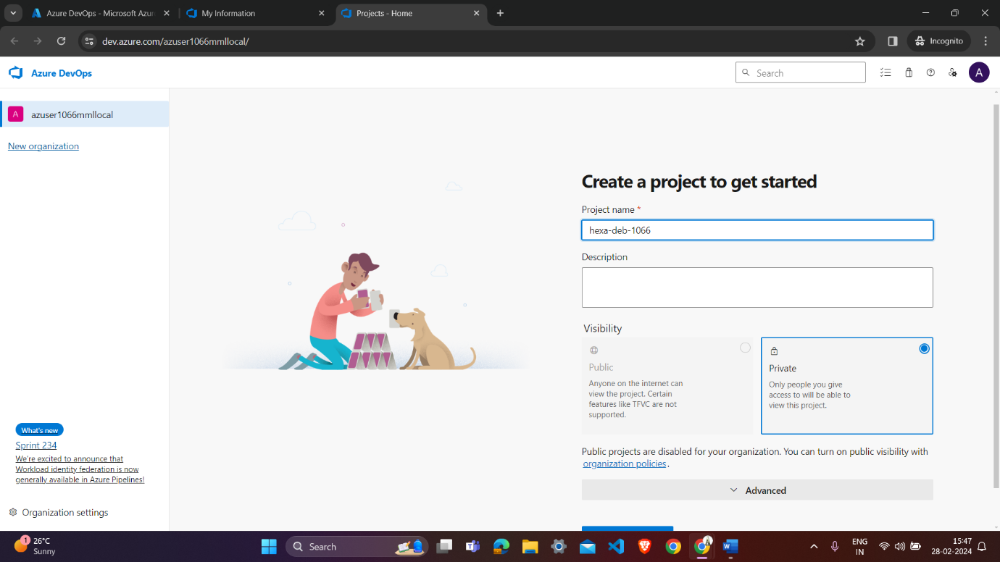 Azure DevOps - Microsoft Azur
My Information
Projects - Home
dev.azure.com/azuser1066mmllocal/
Incognito
Azure DevOps
Search
A
A
azuser1066mmllocal
New organization
Create a project to get started
Project name *
hexa-deb-1066
Description
Visibility
Public
Anyone on the internet can
view the project. Certain
features like TFVC are not
supported.
Private
Only people you give
access to will be able to
view this project.
Public projects are disabled for your organization. You can turn on public visibility with
organization policies.
Advanced
What's new
Sprint 234
We're excited to announce that
Workload identity federation is now
generally available in Azure Pipelines!
Organization settings
1
26°C
Sunny
Search
W
ENG
IN
15:47
28-02-2024